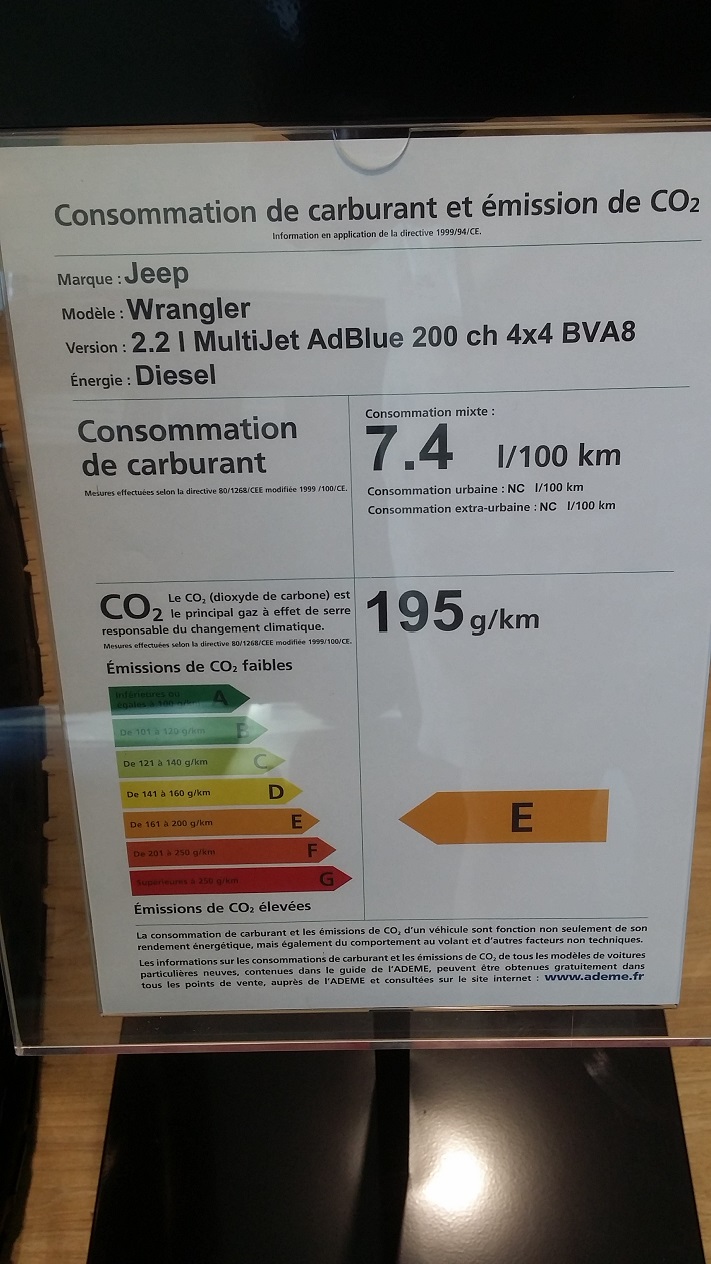 Consommation de carburant et émission de CO2
Information en application de la directive 1999/94/CE.
Marque : Jeep
Modèle : Wrangler
Version : 2.2 l MultiJet AdBlue 200 ch 4x4 BVA8
Énergie : Diesel
Consommation
de carburant
Mesures effectuées selon la directive 80/1268/CEE modifiée 1999 /100/CE.
Consommation mixte :
7.4 l/100 km
Consommation urbaine : NC l/100 km
Consommation extra-urbaine : NC l/100 km
CO2 Le CO2 (dioxyde de carbone) est
le principal gaz à effet de serre
responsable du changement climatique.
Mesures effectuées selon la directive 80/1268/CEE modifiée 1999/100/CE.
195 g/km
Émissions de CO2 faibles
Inférieures ou
égales à 100 g/km A
De 101 à 120 g/km B
De 121 à 140 g/km C
De 141 à 160 g/km D
De 161 à 200 g/km E
De 201 à 250 g/km F
Supérieures à 250 g/km G
E
Émissions de CO2 élevées
La consommation de carburant et les émissions de CO2 d'un véhicule sont fonction non seulement de son
rendement énergétique, mais également du comportement au volant et d'autres facteurs non techniques.
Les informations sur les consommations de carburant et les émissions de CO2 de tous les modèles de voitures
particulières neuves, contenues dans le guide de l'ADEME, peuvent être obtenues gratuitement dans
tous les points de vente, auprès de l'ADEME et consultées sur le site internet : www.ademe.fr